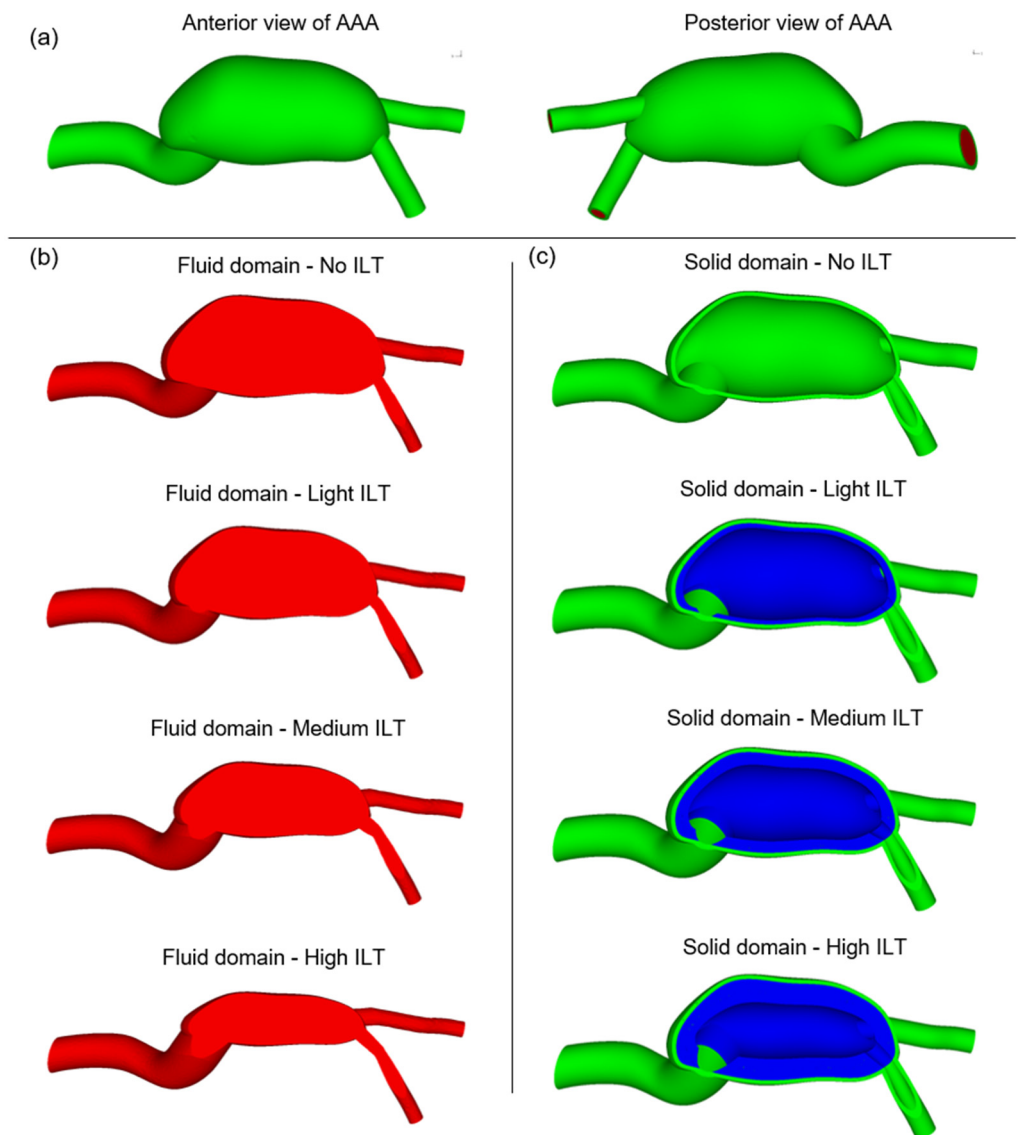 (a)
Anterior view of AAA
Posterior view of AAA
(b)
Fluid domain - No ILT
Fluid domain - Light ILT
Fluid domain - Medium ILT
Fluid domain - High ILT
(c)
Solid domain - No ILT
Solid domain - Light ILT
Solid domain - Medium ILT
Solid domain - High ILT